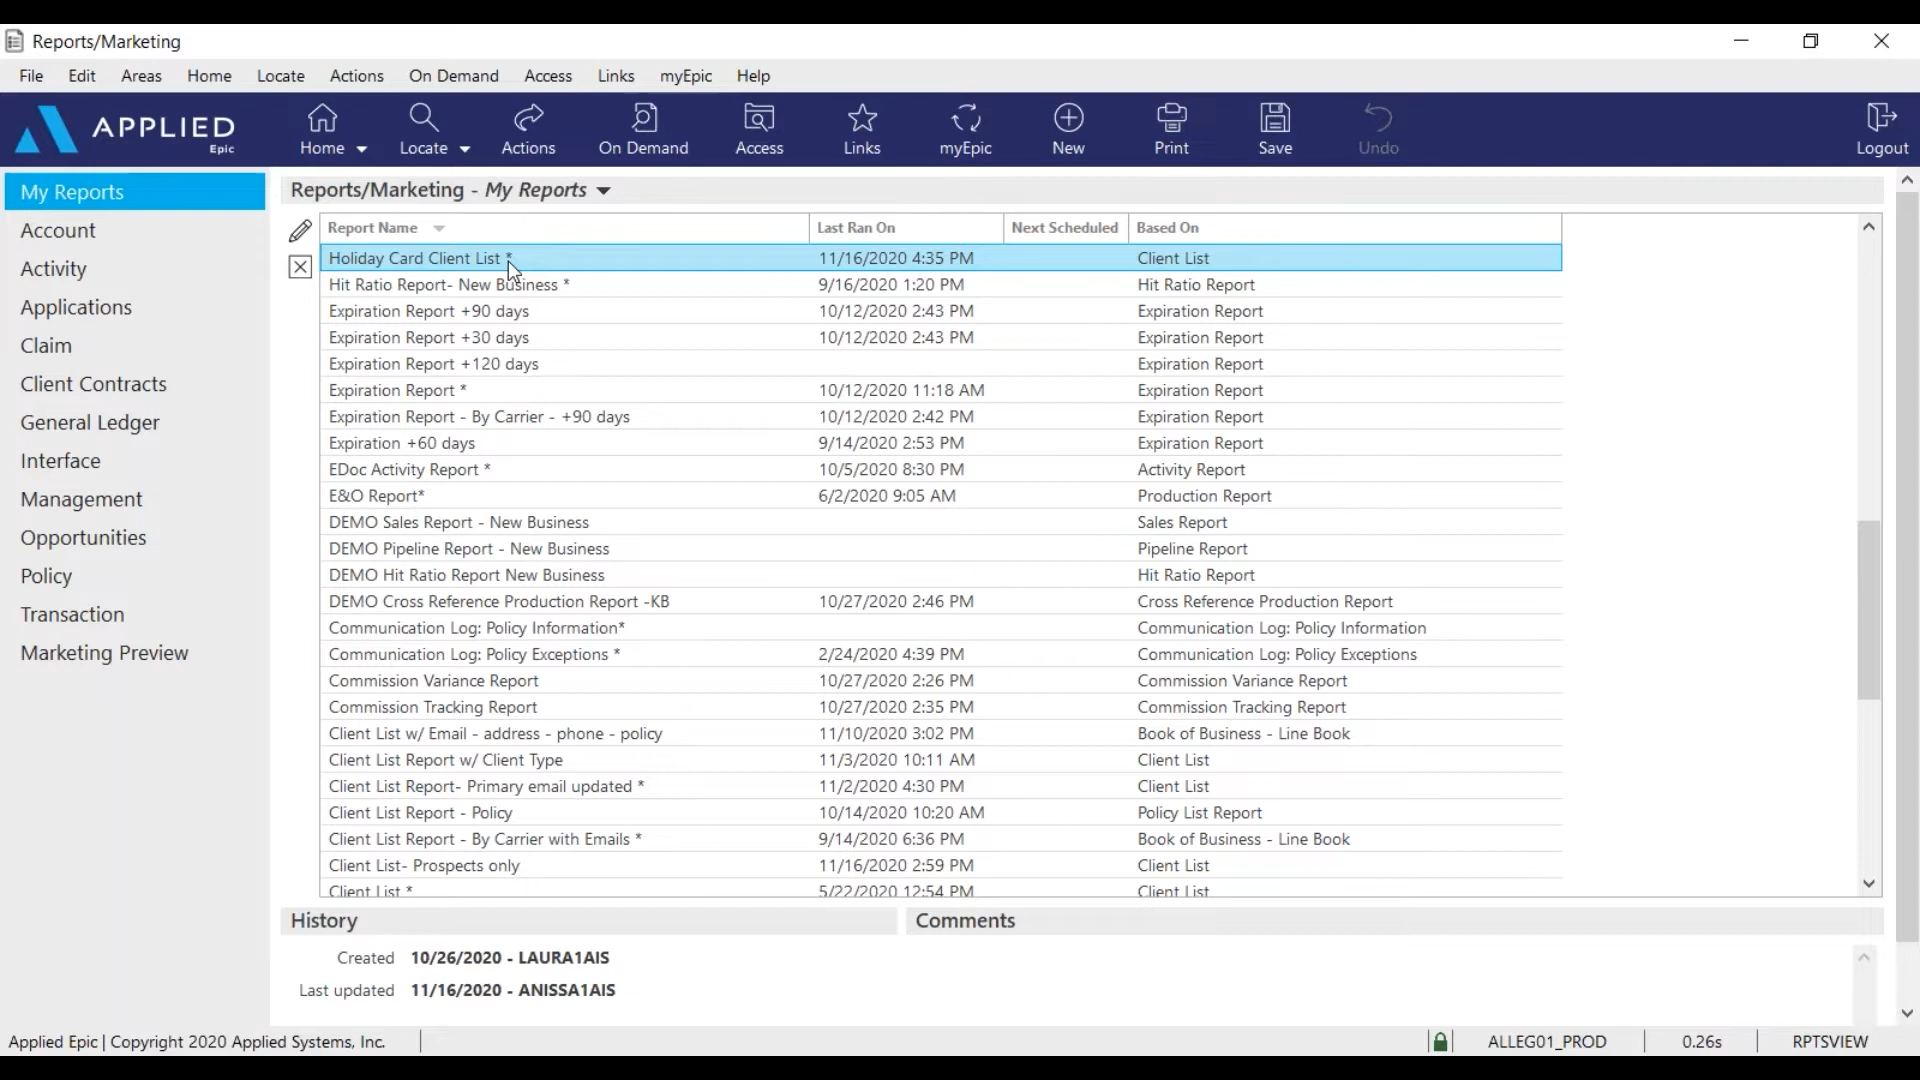 Reports/Marketing
File Edit Areas Home Locate Actions On Demand Access Links myEpic Help
APPLIED Epic
Home Locate Actions On Demand Access Links myEpic New Print Save Undo Logout
My Reports
Account
Activity
Applications
Claim
Client Contracts
General Ledger
Interface
Management
Opportunities
Policy
Transaction
Marketing Preview
Reports/Marketing - My Reports
Report Name Last Ran On Next Scheduled Based On
Holiday Card Client List * 11/16/2020 4:35 PM Client List
Hit Ratio Report- New Business * 9/16/2020 1:20 PM Hit Ratio Report
Expiration Report +90 days 10/12/2020 2:43 PM Expiration Report
Expiration Report +30 days 10/12/2020 2:43 PM Expiration Report
Expiration Report +120 days Expiration Report
Expiration Report * 10/12/2020 11:18 AM Expiration Report
Expiration Report - By Carrier - +90 days 10/12/2020 2:42 PM Expiration Report
Expiration +60 days 9/14/2020 2:53 PM Expiration Report
EDoc Activity Report * 10/5/2020 8:30 PM Activity Report
E&O Report* 6/2/2020 9:05 AM Production Report
DEMO Sales Report - New Business Sales Report
DEMO Pipeline Report - New Business Pipeline Report
DEMO Hit Ratio Report New Business Hit Ratio Report
DEMO Cross Reference Production Report -KB 10/27/2020 2:46 PM Cross Reference Production Report
Communication Log: Policy Information* Communication Log: Policy Information
Communication Log: Policy Exceptions * 2/24/2020 4:39 PM Communication Log: Policy Exceptions
Commission Variance Report 10/27/2020 2:26 PM Commission Variance Report
Commission Tracking Report 10/27/2020 2:35 PM Commission Tracking Report
Client List w/ Email - address - phone - policy 11/10/2020 3:02 PM Book of Business - Line Book
Client List Report w/ Client Type 11/3/2020 10:11 AM Client List
Client List Report- Primary email updated * 11/2/2020 4:30 PM Client List
Client List Report - Policy 10/14/2020 10:20 AM Policy List Report
Client List Report - By Carrier with Emails * 9/14/2020 6:36 PM Book of Business - Line Book
Client List- Prospects only 11/16/2020 2:59 PM Client List
Client List * 5/22/2020 12:54 PM Client List
History Comments
Created 10/26/2020 - LAURA1AIS
Last updated 11/16/2020 - ANISSA1AIS
Applied Epic | Copyright 2020 Applied Systems, Inc. ALLEG01_PROD 0.26s RPTSVIEW